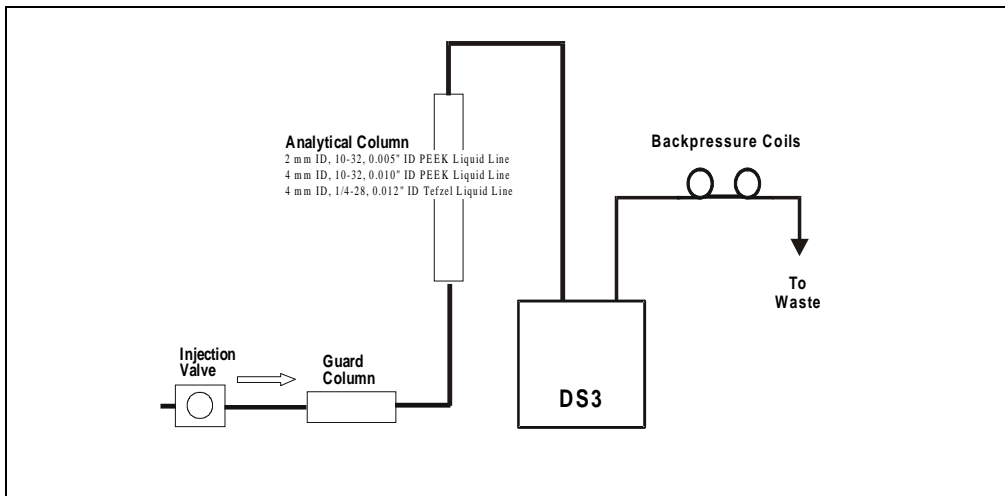 Analytical Column
2 mm ID, 10-32, 0.005" ID PEEK Liquid Line
4 mm ID, 10-32, 0.010" ID PEEK Liquid Line
4 mm ID, 1/4-28, 0.012" ID Tefzel Liquid Line
Backpressure Coils
To
Waste
Injection
Valve
Guard
Column
DS3